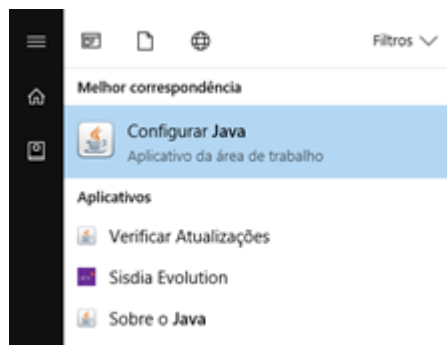 Filtros
Melhor correspondência
Configurar Java
Aplicativo da área de trabalho
Aplicativos
Verificar Atualizações
Sisdia Evolution
Sobre o Java